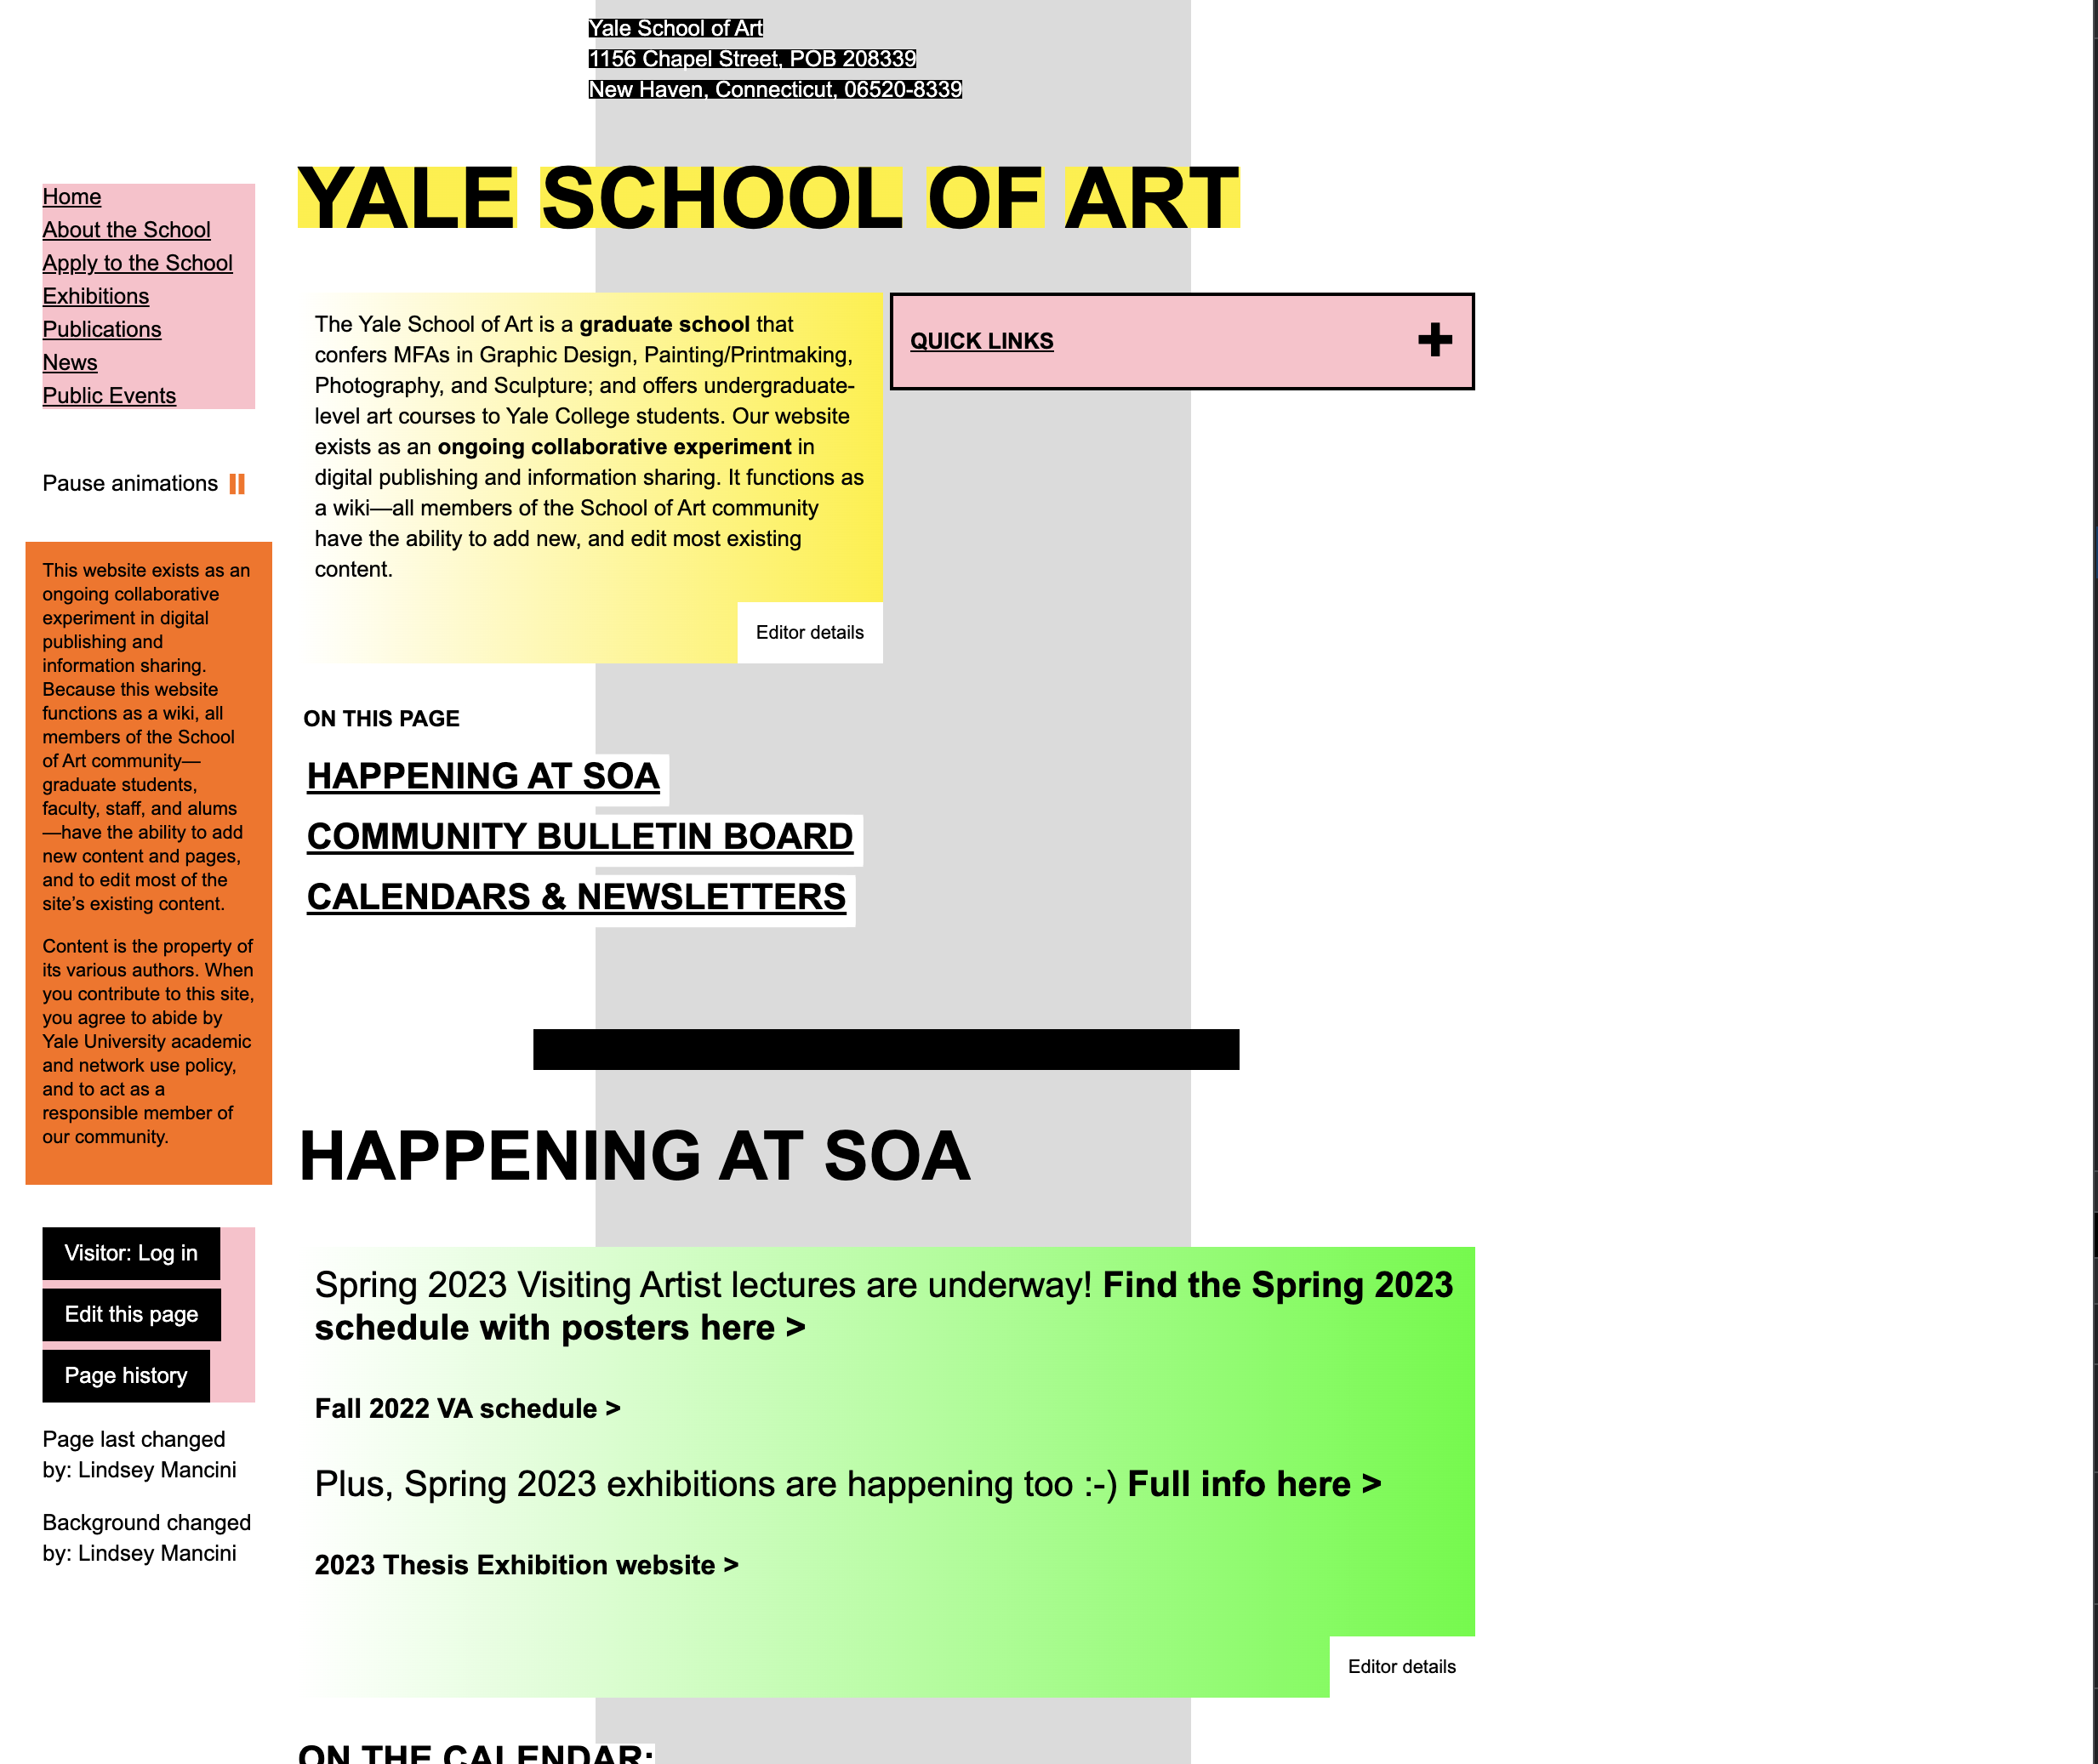 Yale School of Art
1156 Chapel Street, POB 208339
New Haven, Connecticut, 06520-8339
Home
About the School
Apply to the School
Exhibitions
Publications
News
Public Events
Pause animations
This website exists as an
ongoing collaborative
experiment in digital
publishing and
information sharing.
Because this website
functions as a wiki, all
members of the School
of Art community—
graduate students,
faculty, staff, and alums
—have the ability to add
new content and pages,
and to edit most of the
site’s existing content.
Content is the property of
its various authors. When
you contribute to this site,
you agree to abide by
Yale University academic
and network use policy,
and to act as a
responsible member of
our community.
Visitor: Log in
Edit this page
Page history
Page last changed
by: Lindsey Mancini
Background changed
by: Lindsey Mancini
YALE SCHOOL OF ART
The Yale School of Art is a graduate school that
confers MFAs in Graphic Design, Painting/Printmaking,
Photography, and Sculpture; and offers undergraduate-
level art courses to Yale College students. Our website
exists as an ongoing collaborative experiment in
digital publishing and information sharing. It functions as
a wiki—all members of the School of Art community
have the ability to add new, and edit most existing
content.
Editor details
QUICK LINKS
ON THIS PAGE
HAPPENING AT SOA
COMMUNITY BULLETIN BOARD
CALENDARS & NEWSLETTERS
HAPPENING AT SOA
Spring 2023 Visiting Artist lectures are underway! Find the Spring 2023
schedule with posters here >
Fall 2022 VA schedule >
Plus, Spring 2023 exhibitions are happening too :-) Full info here >
2023 Thesis Exhibition website >
Editor details
ON THE CALENDAR: